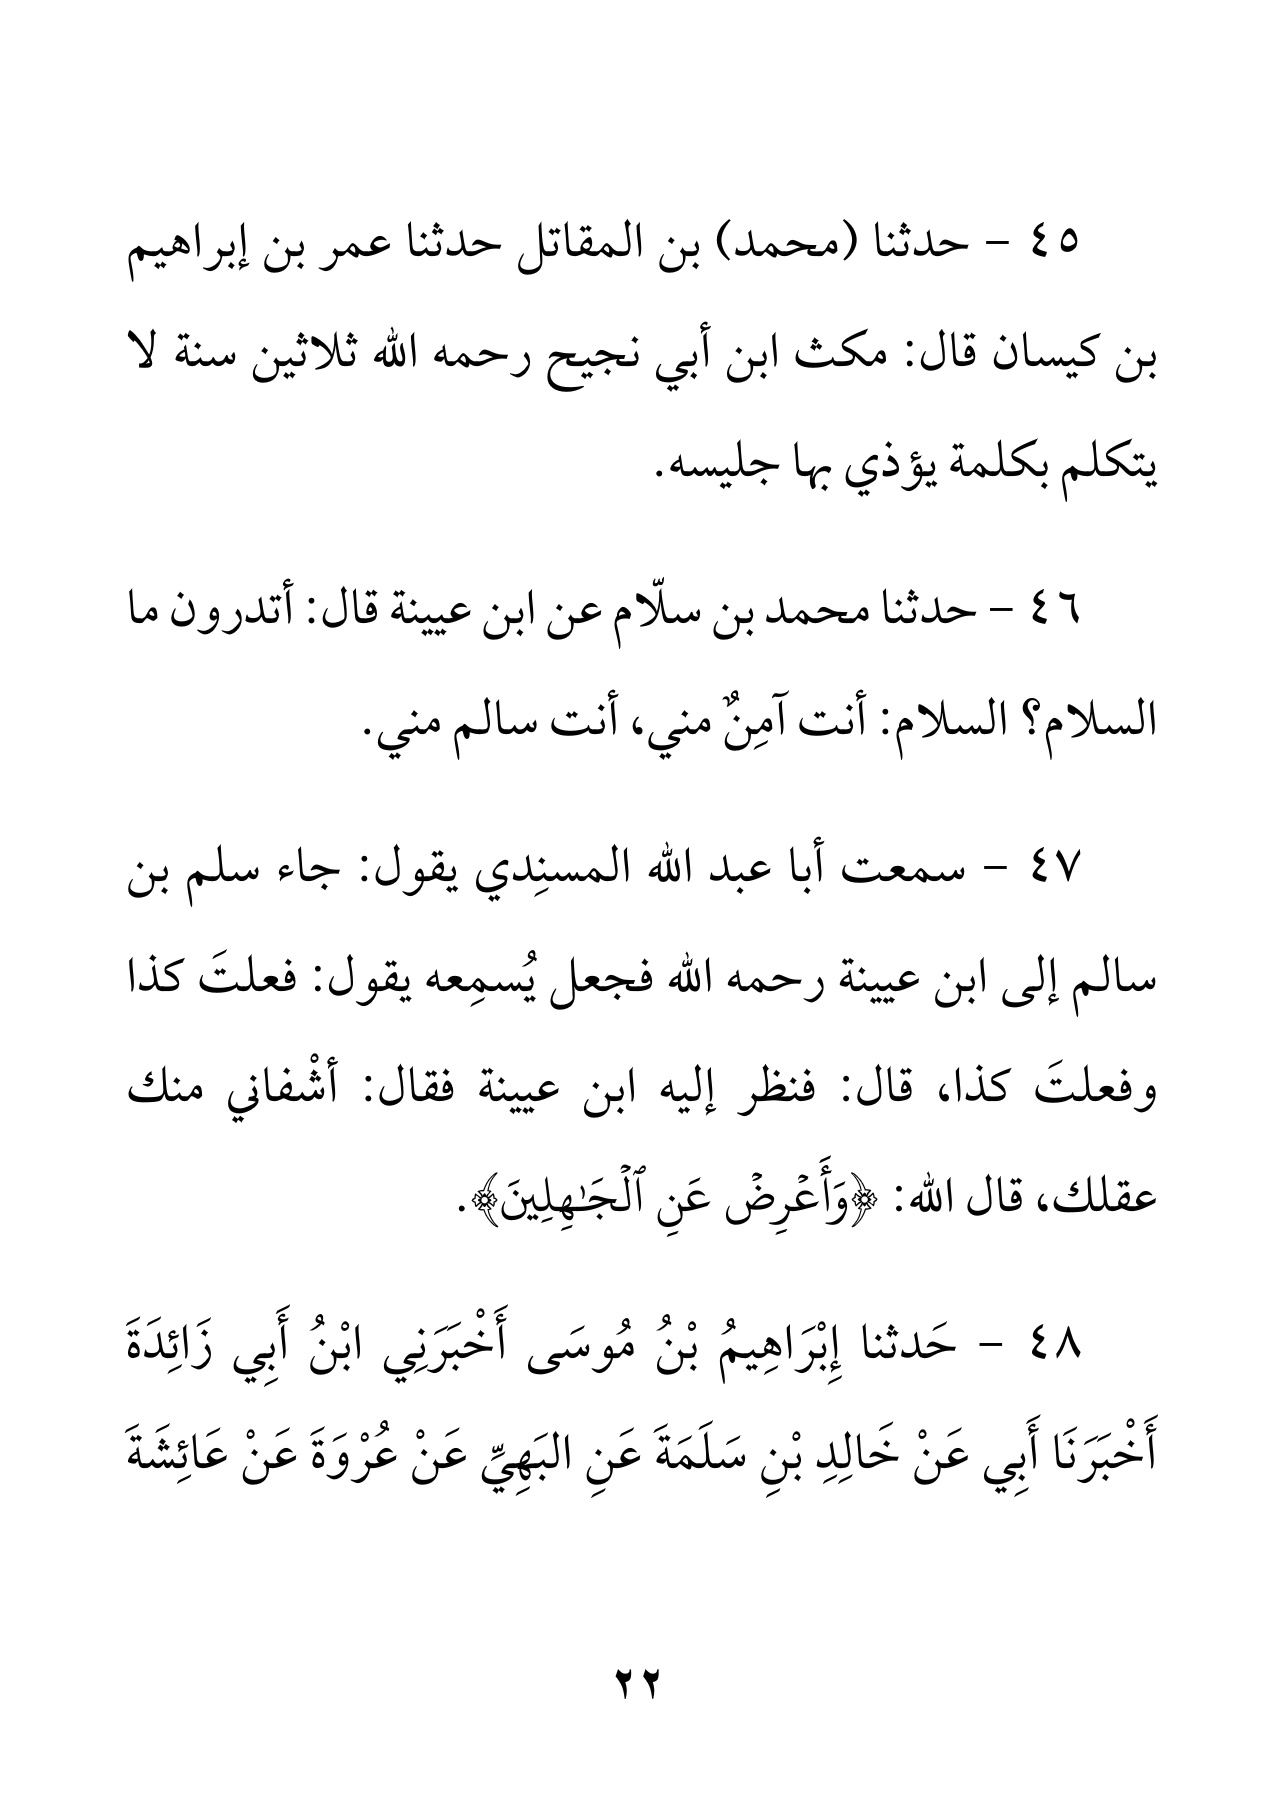 ٤٥ – حدثنا (محمد) بن المقاتل حدثنا عمر بن إبراهيم
بن كيسان قال: مكث ابن أبي نجيح رحمه الله ثلاثين سنة لا
يتكلم بكلمة يؤذي بها جليسه.
٤٦ – حدثنا محمد بن سلّام عن ابن عيينة قال: أتدرون ما
السلام؟ السلام: أنت آمِنٌ مني، أنت سالم مني.
٤٧ – سمعت أبا عبد الله المسنِدي يقول: جاء سلم بن
سالم إلى ابن عيينة رحمه الله فجعل يُسمِعه يقول: فعلتَ كذا
وفعلتَ كذا، قال: فنظر إليه ابن عيينة فقال: أشْفاني منك
عقلك، قال الله: ﴿وَأَعۡرِضۡ عَنِ ٱلۡجَـٰهِلِينَ﴾.
٤٨ – حَدثنا إِبْرَاهِيمُ بْنُ مُوسَى أَخْبَرَنِي ابْنُ أَبِي زَائِدَةَ
أَخْبَرَنَا أَبِي عَنْ خَالِدِ بْنِ سَلَمَةَ عَنِ البَهِيِّ عَنْ عُرْوَةَ عَنْ عَائِشَةَ
٢٢